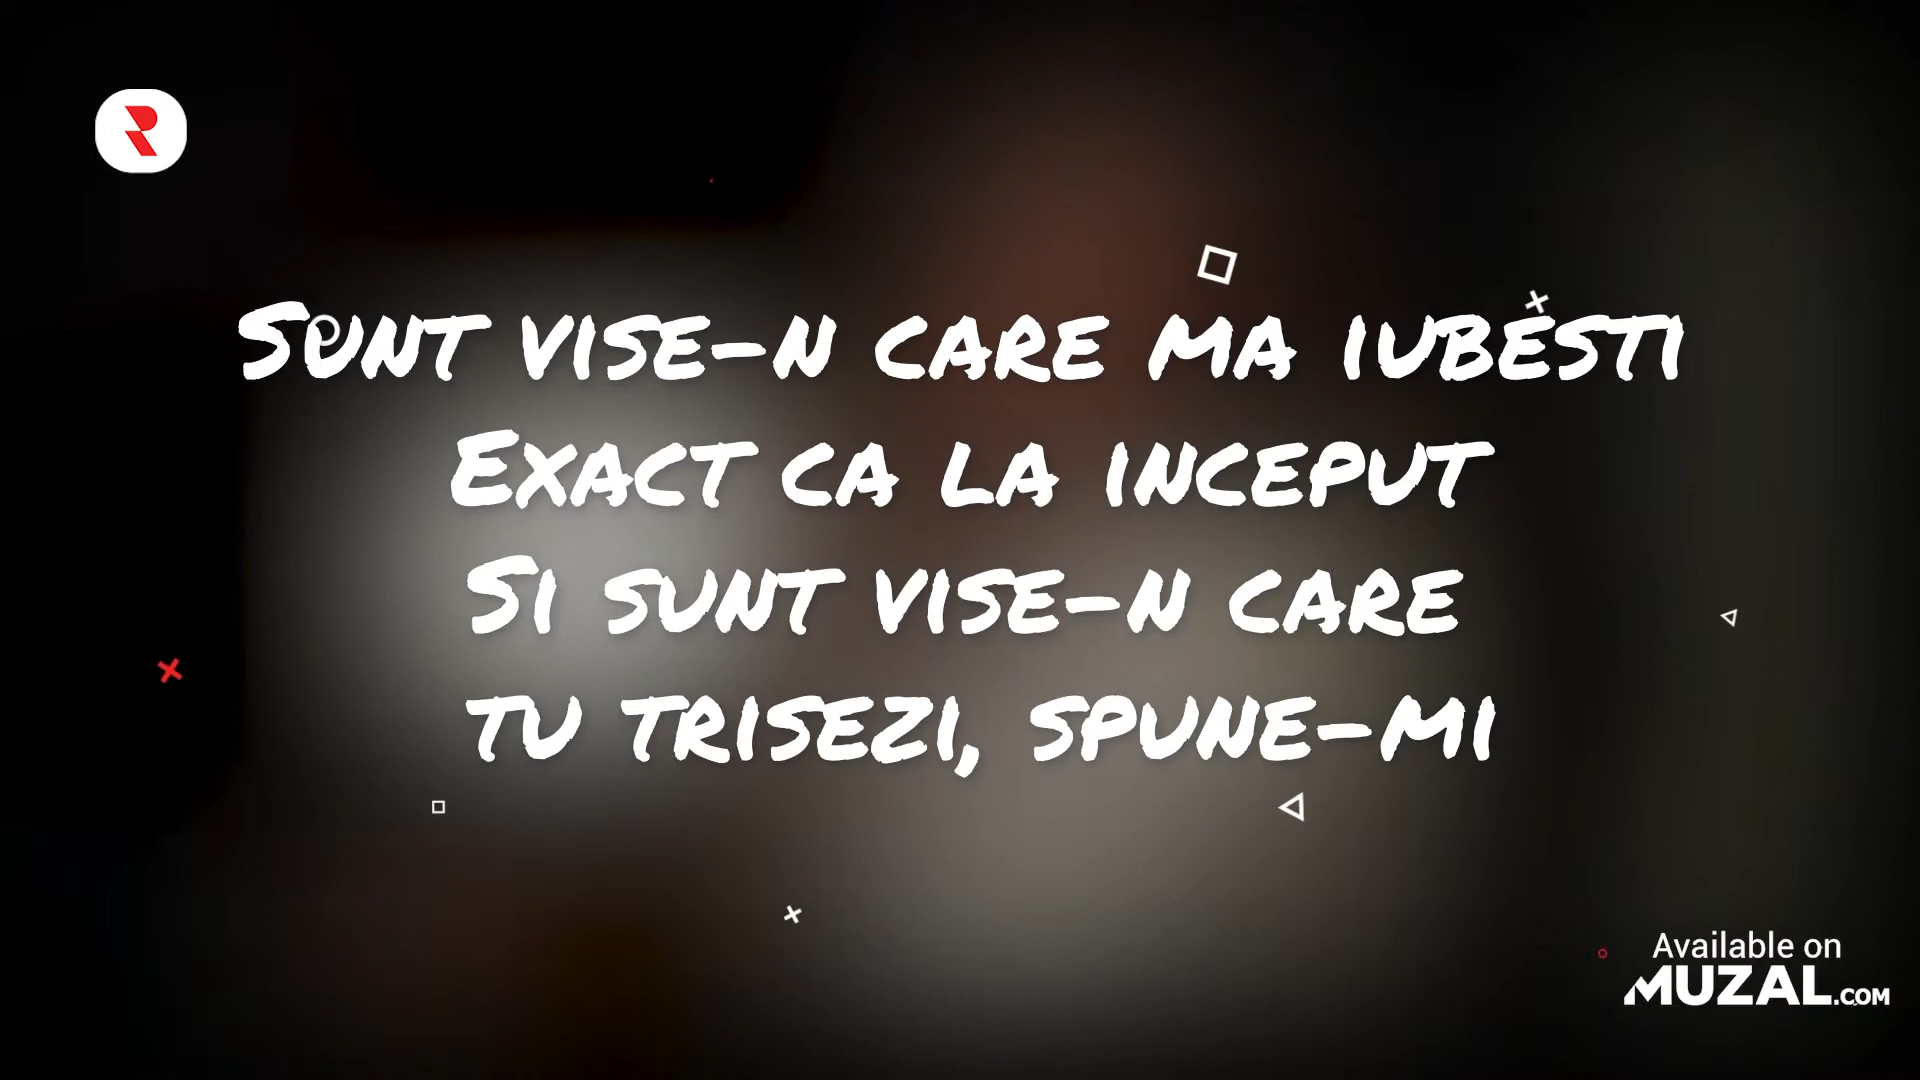 Sunt vise-n care ma iubesti
Exact ca la inceput
Si sunt vise-n care
tu trisezi, spune-mi
Available on
MUZAL.COM